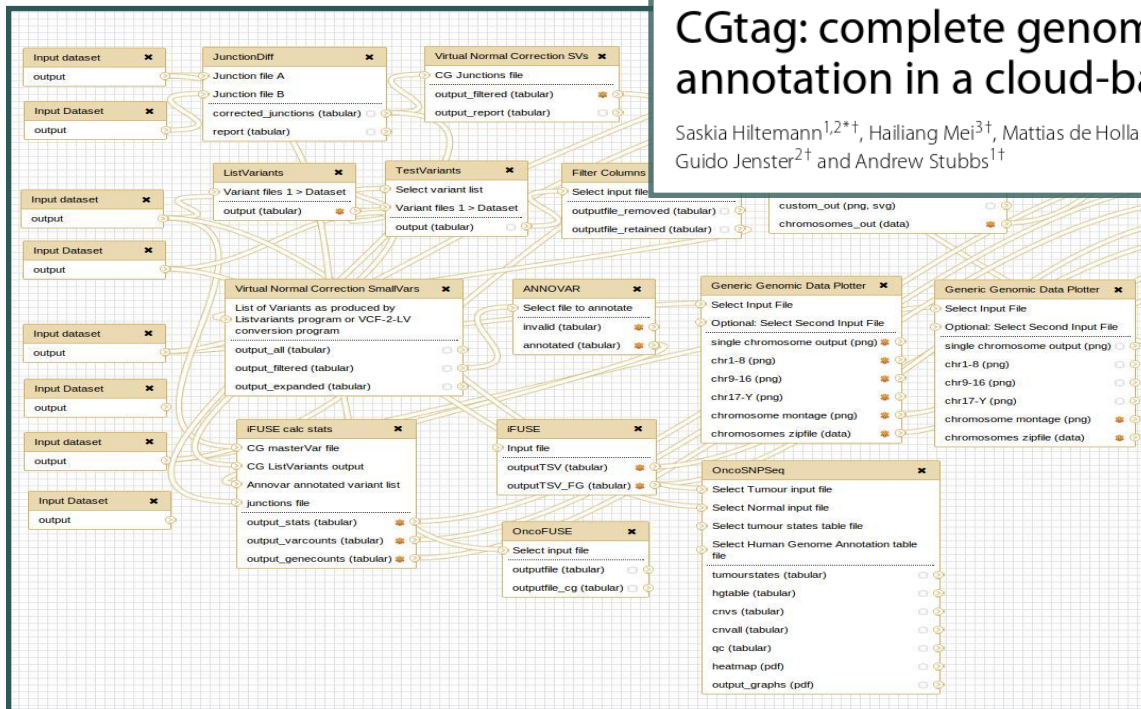 CGtag: complete genom
annotation in a cloud-ba
Saskia Hiltemann1,2*†, Hailiang Mei3†, Mattias de Holla
Guido Jenster2† and Andrew Stubbs1†
Input dataset
output
Input Dataset
output
JunctionDiff
Junction file A
Junction file B
corrected_junctions (tabular)
report (tabular)
Virtual Normal Correction SVs
CG Junctions file
output_filtered (tabular)
output_report (tabular)
Input dataset
output
Input Dataset
output
ListVariants
Variant files 1 > Dataset
output (tabular)
TestVariants
Select variant list
Variant files 1 > Dataset
output (tabular)
Filter Columns
Select input file
outputfile_removed (tabular)
outputfile_retained (tabular)
custom_out (png, svg)
chromosomes_out (data)
Virtual Normal Correction SmallVars
List of Variants as produced by
Listvariants program or VCF-2-LV
conversion program
output_all (tabular)
output_filtered (tabular)
output_expanded (tabular)
ANNOVAR
Select file to annotate
invalid (tabular)
annotated (tabular)
Generic Genomic Data Plotter
Select Input File
Optional: Select Second Input File
single chromosome output (png)
chr1-8 (png)
chr9-16 (png)
chr17-Y (png)
chromosome montage (png)
chromosomes zipfile (data)
Generic Genomic Data Plotter
Select Input File
Optional: Select Second Input File
single chromosome output (png)
chr1-8 (png)
chr9-16 (png)
chr17-Y (png)
chromosome montage (png)
chromosomes zipfile (data)
Input dataset
output
Input Dataset
output
Input dataset
output
Input Dataset
output
iFUSE calc stats
CG masterVar file
CG ListVariants output
Annovar annotated variant list
junctions file
output_stats (tabular)
output_varcounts (tabular)
output_genecounts (tabular)
iFUSE
Input file
outputTSV (tabular)
outputTSV_FG (tabular)
OncoFUSE
Select input file
outputfile (tabular)
outputfile_cg (tabular)
OncoSNPSeq
Select Tumour input file
Select Normal input file
Select tumour states table file
Select Human Genome Annotation table
file
tumourstates (tabular)
hgtable (tabular)
cnvs (tabular)
cnvall (tabular)
qc (tabular)
heatmap (pdf)
output_graphs (pdf)